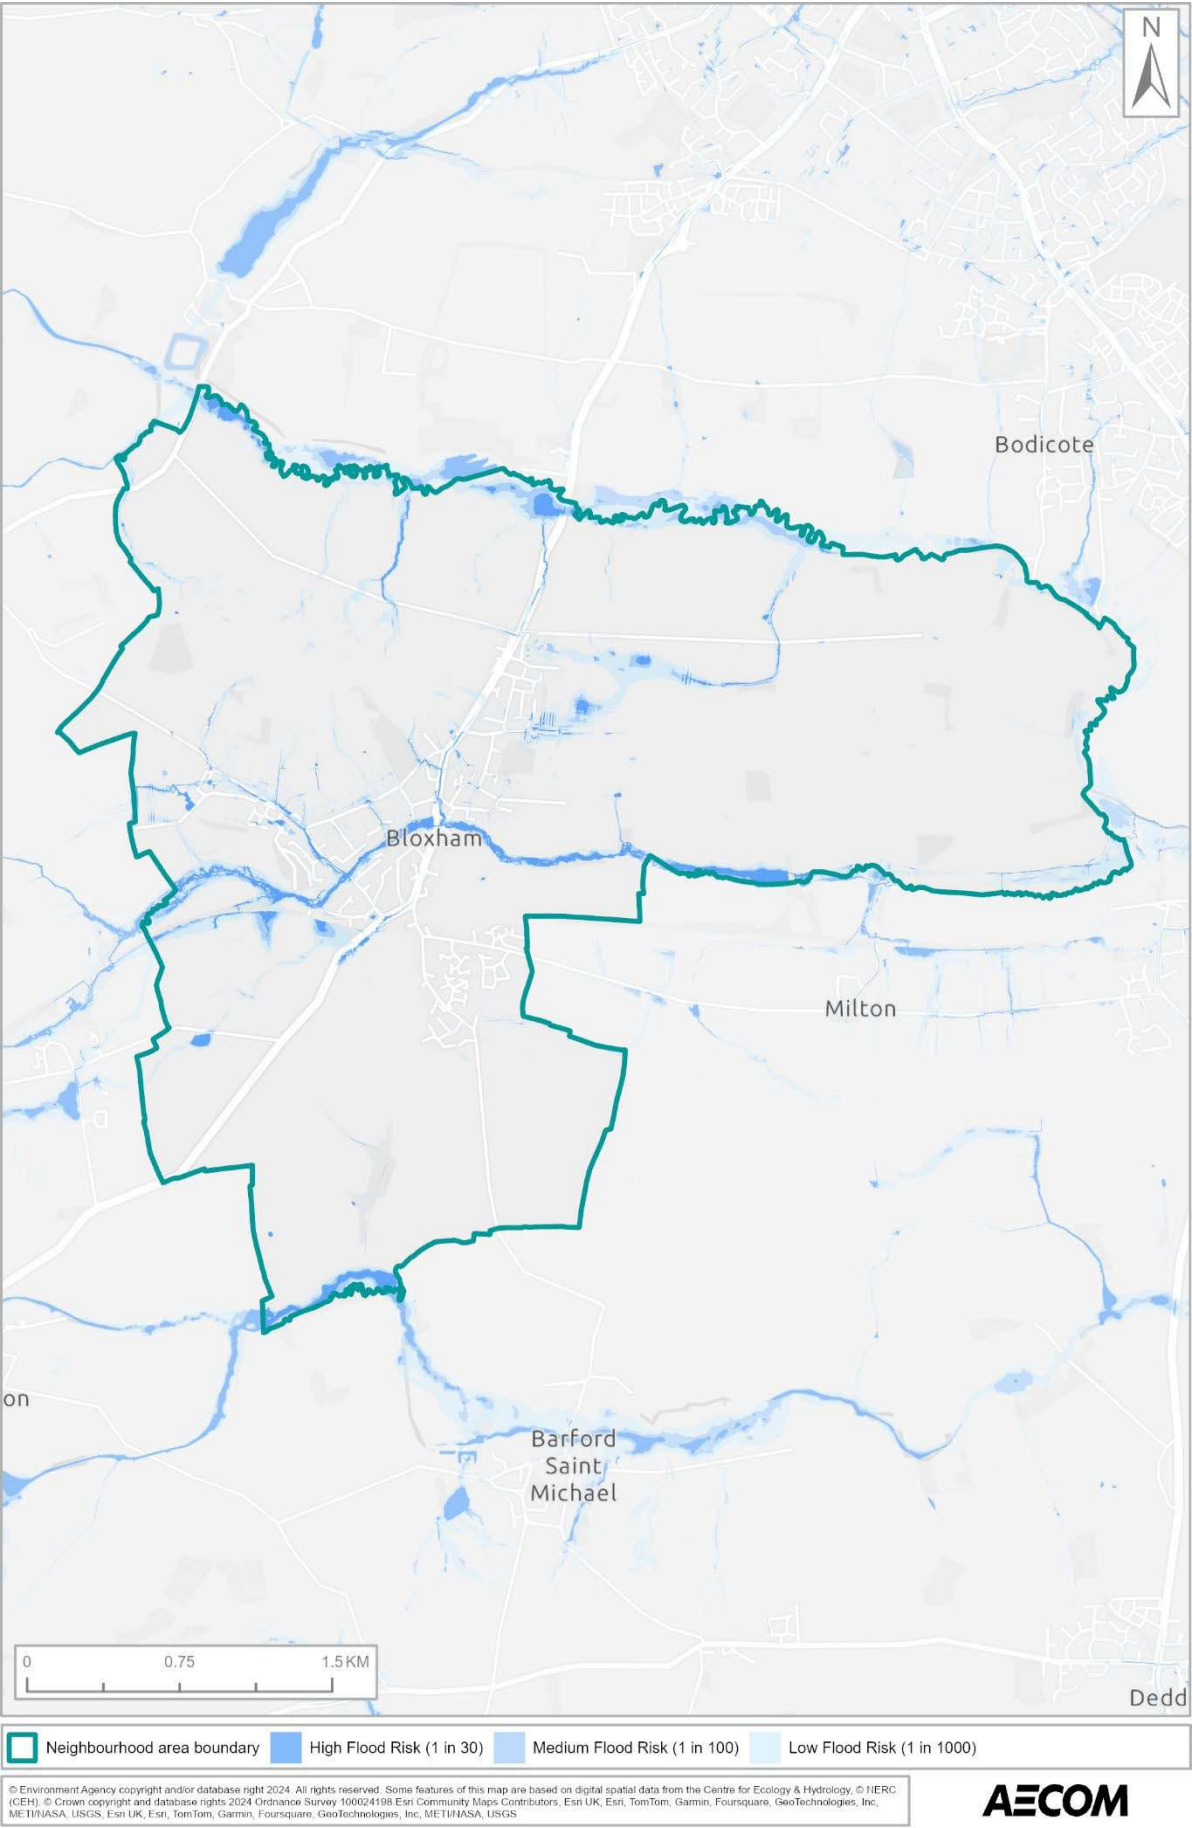 N
Bodicote
Bloxham
Milton
on
Barford
Saint
Michael
0 0.75 1.5 KM
Dedd
Neighbourhood area boundary High Flood Risk (1 in 30) Medium Flood Risk (1 in 100) Low Flood Risk (1 in 1000)
© Environment Agency copyright and/or database right 2024. All rights reserved. Some features of this map are based on digital spatial data from the Centre for Ecology & Hydrology, © NERC
(CEH). © Crown copyright and database rights 2024 Ordnance Survey 100024198.Esri Community Maps Contributors, Esri UK, Esri, TomTom, Garmin, Foursquare, GeoTechnologies, Inc,
METI/NASA, USGS, Esri UK, Esri, TomTom, Garmin, Foursquare, GeoTechnologies, Inc, METI/NASA, USGS
AECOM